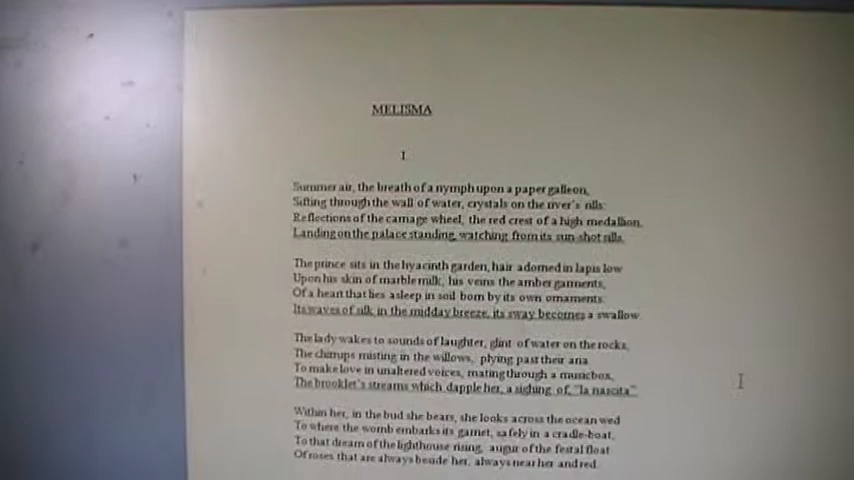 MELISMA
I
Summer air, the breath of a nymph upon a paper galleon,
Sifting through the wall of water, crystals on the river's rills:
Reflections of the carriage wheel, the red crest of a high medallion,
Landing on the palace standing, watching from its sun-shot sills.
The prince sits in the hyacinth garden, hair adorned in lapis low
Upon his skin of marble milk, his veins the amber garments,
Of a heart that lies asleep in soil born by its own ornaments:
Its waves of silk in the midday breeze, its sway becomes a swallow.
The lady wakes to sounds of laughter, glint of water on the rocks,
The chirrups misting in the willows, plying past their aria
To make love in unaltered voices, mating through a musicbox,
The brooklet's streams which dapple her, a sighing of, "la nascita"
Within her, in the bud she bears, she looks across the ocean wed
To where the womb embarks its garnet, safely in a cradle-boat,
To that dream of the lighthouse rising, augur of the festal float
Of roses that are always beside her, always near her and red.